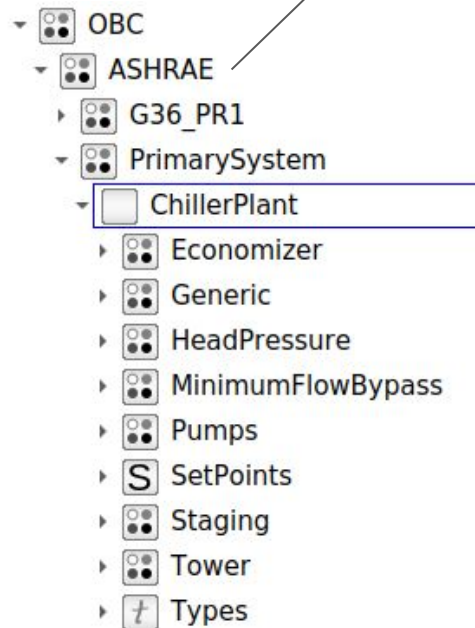 OBC
ASHRAE
G36_PR1
PrimarySystem
ChillerPlant
Economizer
Generic
HeadPressure
MinimumFlowBypass
Pumps
S SetPoints
Staging
Tower
t Types